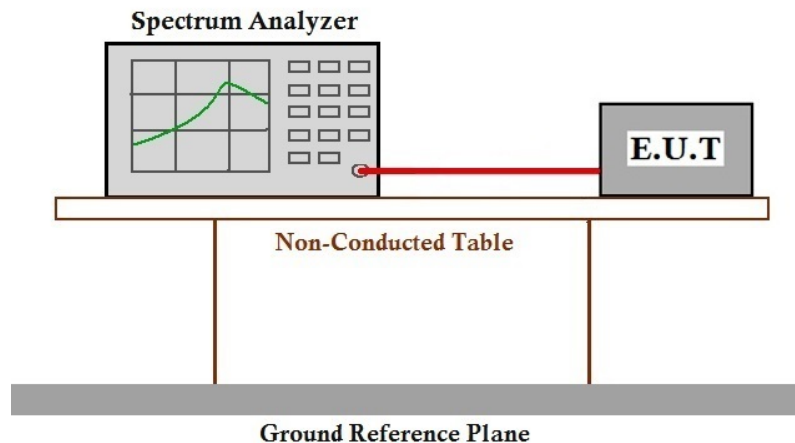 Spectrum Analyzer
E.U.T
Non-Conducted Table
Ground Reference Plane